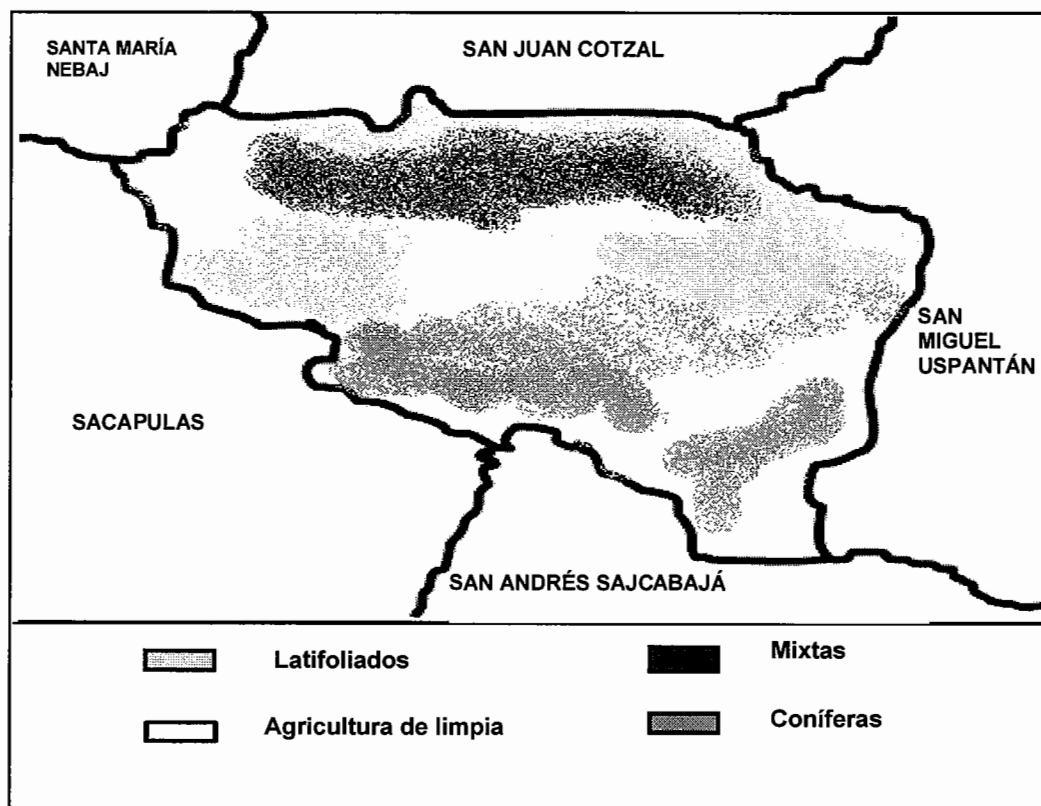 SANTA MARÍA
NEBAJ
SAN JUAN COTZAL
SAN
MIGUEL
USPANTÁN
SACAPULAS
SAN ANDRÉS SAJCABAJÁ
Latifoliados
Mixtas
Agricultura de limpia
Coníferas